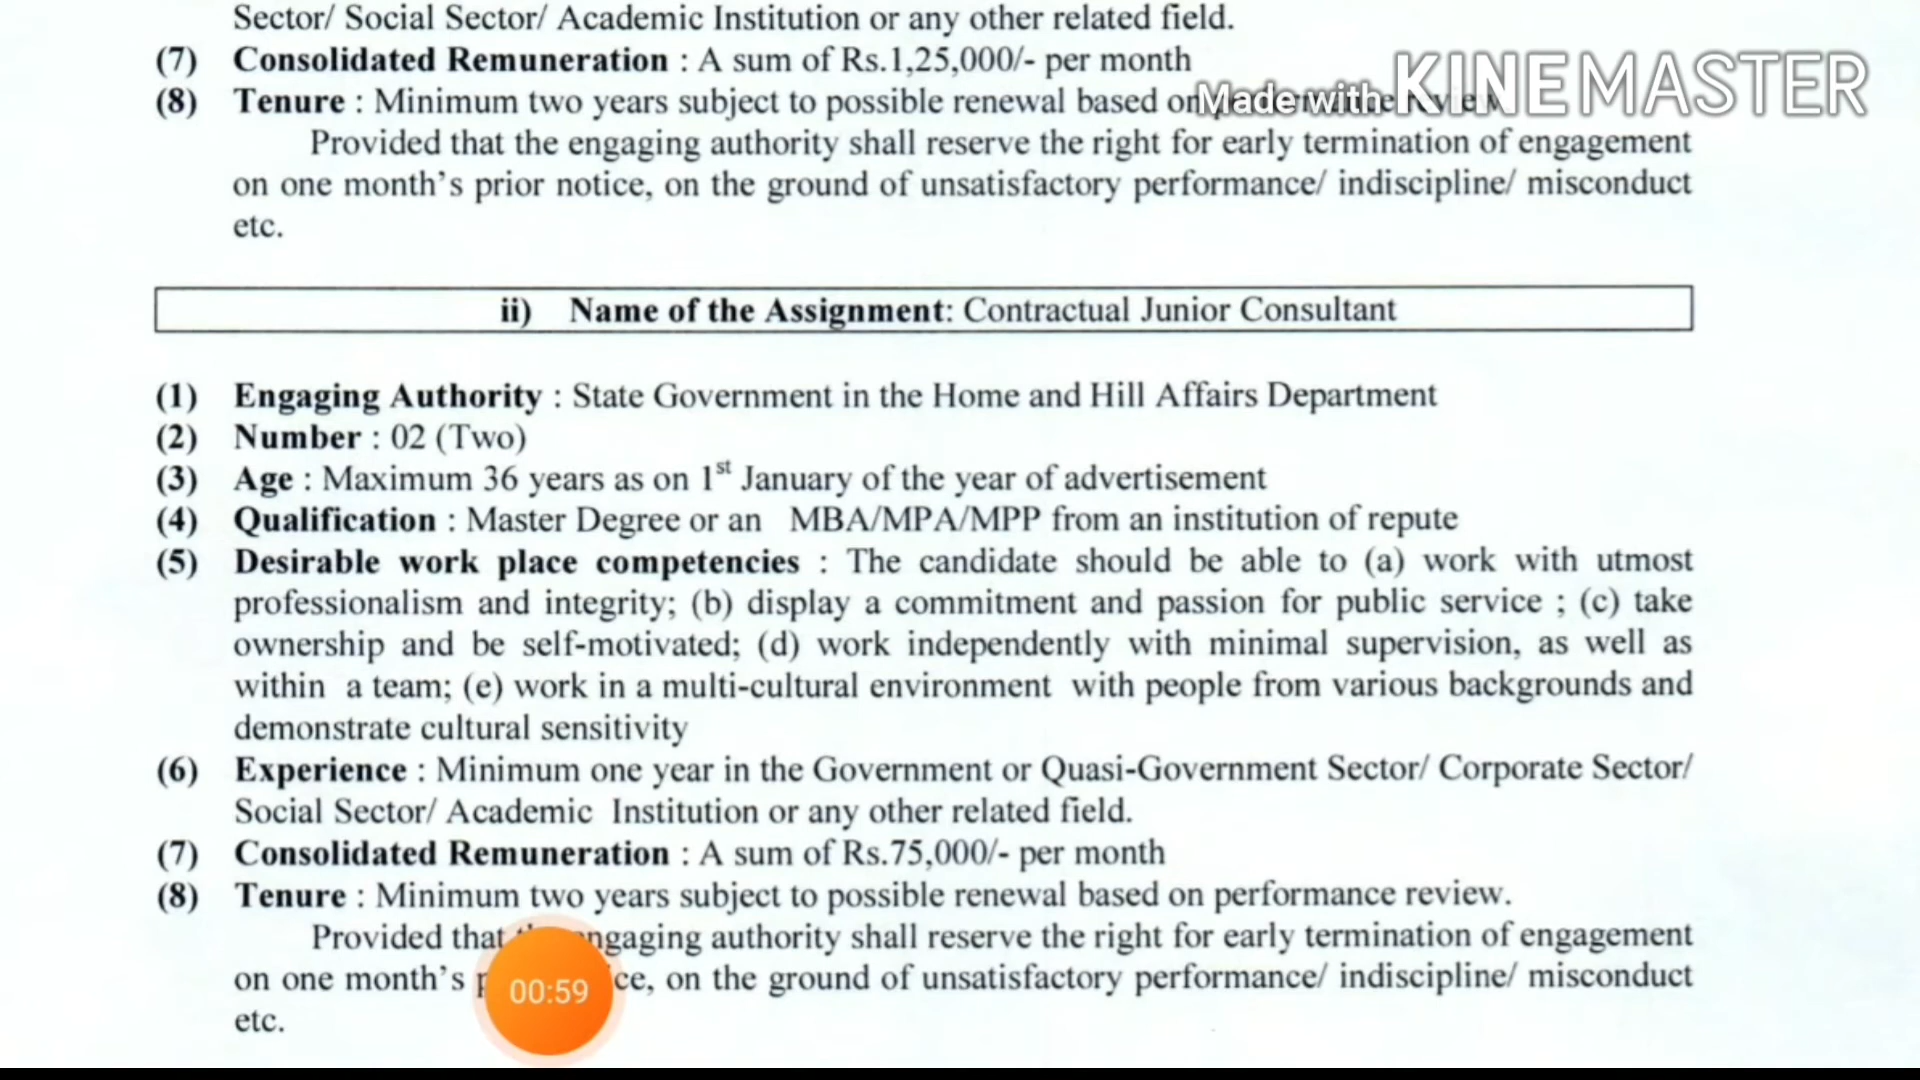 Sector/ Social Sector/ Academic Institution or any other related field.
(7) Consolidated Remuneration : A sum of Rs.1,25,000/- per month
(8) Tenure : Minimum two years subject to possible renewal based on
Made with KINEMASTER
Provided that the engaging authority shall reserve the right for early termination of engagement
on one month's prior notice, on the ground of unsatisfactory performance/ indiscipline/ misconduct
etc.
ii) Name of the Assignment: Contractual Junior Consultant
(1) Engaging Authority : State Government in the Home and Hill Affairs Department
(2) Number : 02 (Two)
(3) Age : Maximum 36 years as on 1st January of the year of advertisement
(4) Qualification : Master Degree or an MBA/MPA/MPP from an institution of repute
(5) Desirable work place competencies : The candidate should be able to (a) work with utmost
professionalism and integrity; (b) display a commitment and passion for public service ; (c) take
ownership and be self-motivated; (d) work independently with minimal supervision, as well as
within a team; (e) work in a multi-cultural environment with people from various backgrounds and
demonstrate cultural sensitivity
(6) Experience : Minimum one year in the Government or Quasi-Government Sector/ Corporate Sector/
Social Sector/ Academic Institution or any other related field.
(7) Consolidated Remuneration : A sum of Rs.75,000/- per month
(8) Tenure : Minimum two years subject to possible renewal based on performance review.
Provided that engaging authority shall reserve the right for early termination of engagement
on one month's on the ground of unsatisfactory performance/ indiscipline/ misconduct
00:59
etc.